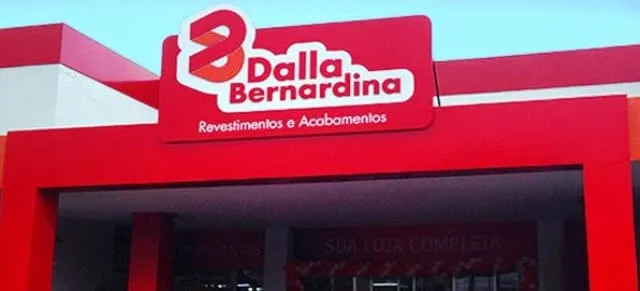 Dalla
Bernardina
Revestimentos e Acabamentos
SUA LOJA COMPLETA